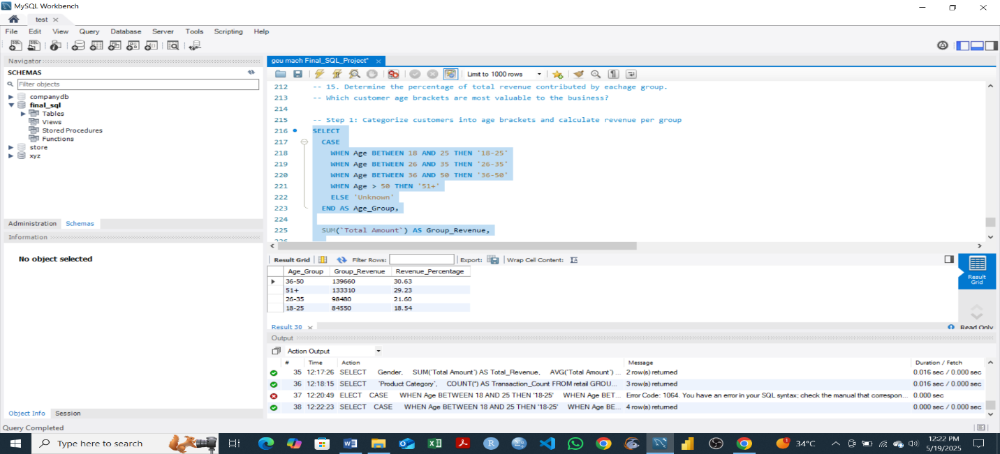 MySQL Workbench
test
File Edit View Query Database Server Tools Scripting Help
Navigator
SCHEMAS
Filter objects
companydb
final_sql
Tables
Views
Stored Procedures
Functions
store
xyz
Administration Schemas
Information
No object selected
Object Info Session
Query Completed
geu mach Final_SQL_Project*
Limit to 1000 rows
212 -- 15. Determine the percentage of total revenue contributed by eachage group.
213 -- Which customer age brackets are most valuable to the business?
214
215 -- Step 1: Categorize customers into age brackets and calculate revenue per group
216 SELECT
217 CASE
218 WHEN Age BETWEEN 18 AND 25 THEN '18-25'
219 WHEN Age BETWEEN 26 AND 35 THEN '26-35'
220 WHEN Age BETWEEN 36 AND 50 THEN '36-50'
221 WHEN Age > 50 THEN '51+'
222 ELSE 'Unknown'
223 END AS Age_Group,
224
225 SUM(`Total Amount`) AS Group_Revenue,
226
Result Grid Filter Rows: Export: Wrap Cell Content:
Age_Group Group_Revenue Revenue_Percentage
36-50 139660 30.63
51+ 133310 29.23
26-35 98480 21.60
18-25 84550 18.54
Result Grid
Result 30
Read Only
Output
Action Output
# Time Action Message Duration / Fetch
35 12:17:26 SELECT Gender, SUM(`Total Amount`) AS Total_Revenue, AVG(`Total Amount`) ... 2 row(s) returned 0.016 sec / 0.000 sec
36 12:18:15 SELECT `Product Category`, COUNT(*) AS Transaction_Count FROM retail GROU... 3 row(s) returned 0.016 sec / 0.000 sec
37 12:20:49 ELECT CASE WHEN Age BETWEEN 18 AND 25 THEN '18-25' WHEN Age BET... Error Code: 1064. You have an error in your SQL syntax; check the manual that correspon... 0.000 sec
38 12:22:23 SELECT CASE WHEN Age BETWEEN 18 AND 25 THEN '18-25' WHEN Age BE... 4 row(s) returned 0.000 sec / 0.000 sec
Type here to search
34°C
12:22 PM
5/19/2025